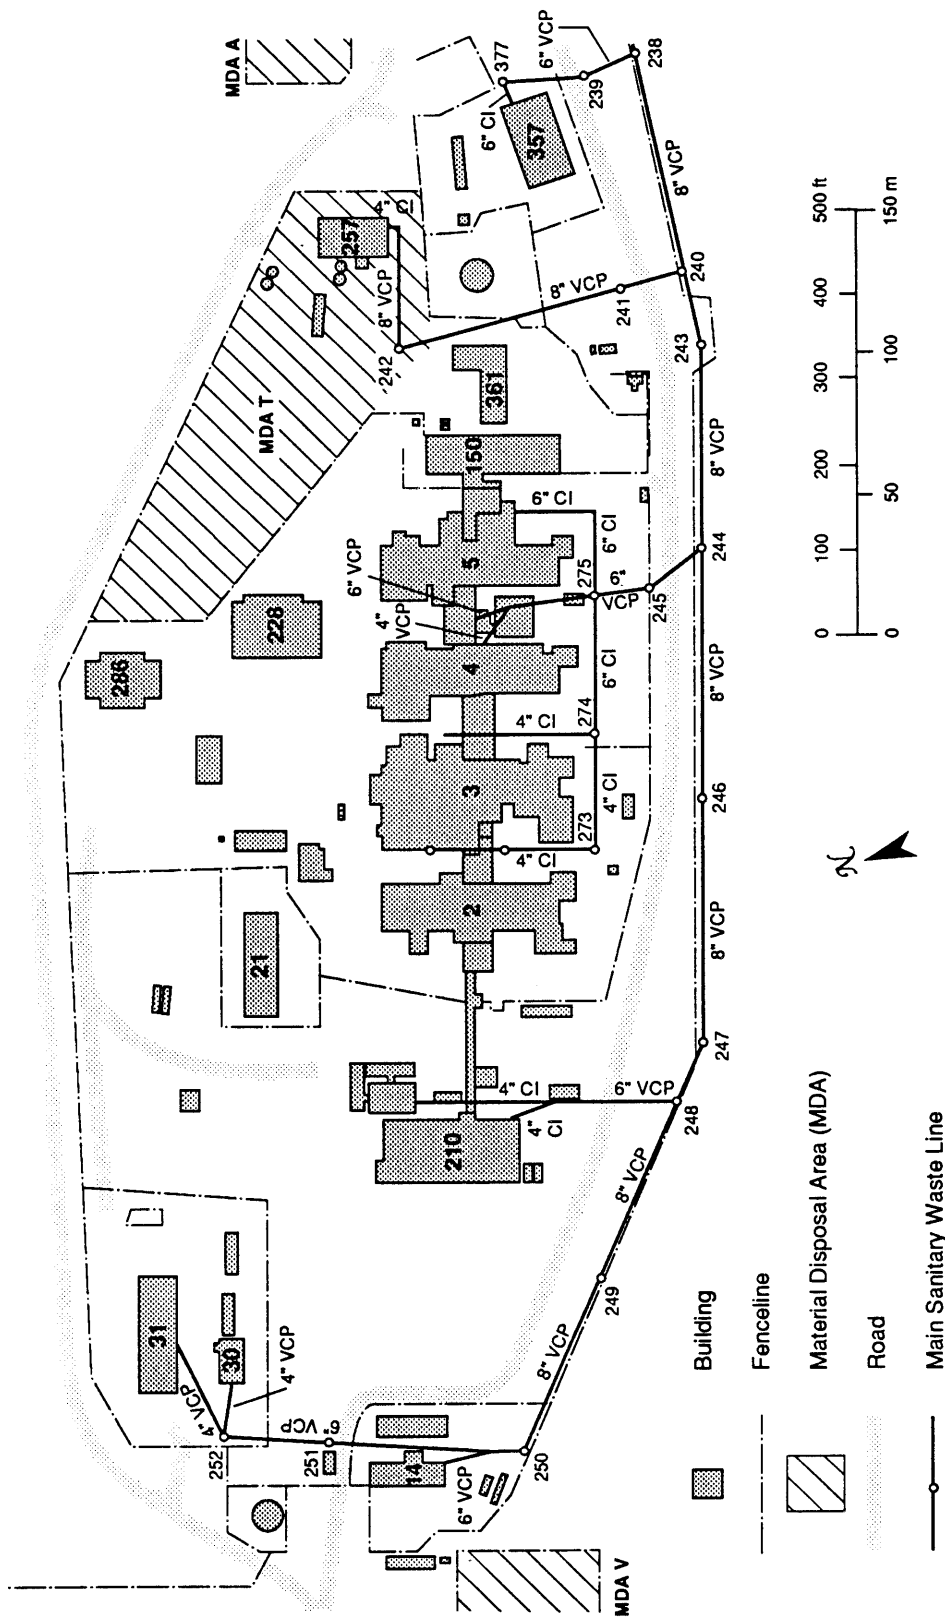 MDA A
377
6" VCP
238
239
6" CI
357
8" VCP
4" CI
257
8" VCP
242
8" VCP
241
240
243
MDA T
361
150
8" VCP
6" CI
6" CI
5
6" VCP
275
6"
VCP
245
244
4"
VCP
228
286
4
6" CI
8" VCP
274
4" CI
3
4" CI
246
273
4" CI
2
8" VCP
21
247
4" CI
6" VCP
248
4"
CI
210
8" VCP
249
31
30
4" VCP
4" VCP
8" VCP
252
6" VCP
251
14
250
6" VCP
MDA V
0 100 200 300 400 500 ft
0 50 100 150 m
N
Building
Fenceline
Material Disposal Area (MDA)
Road
Main Sanitary Waste Line